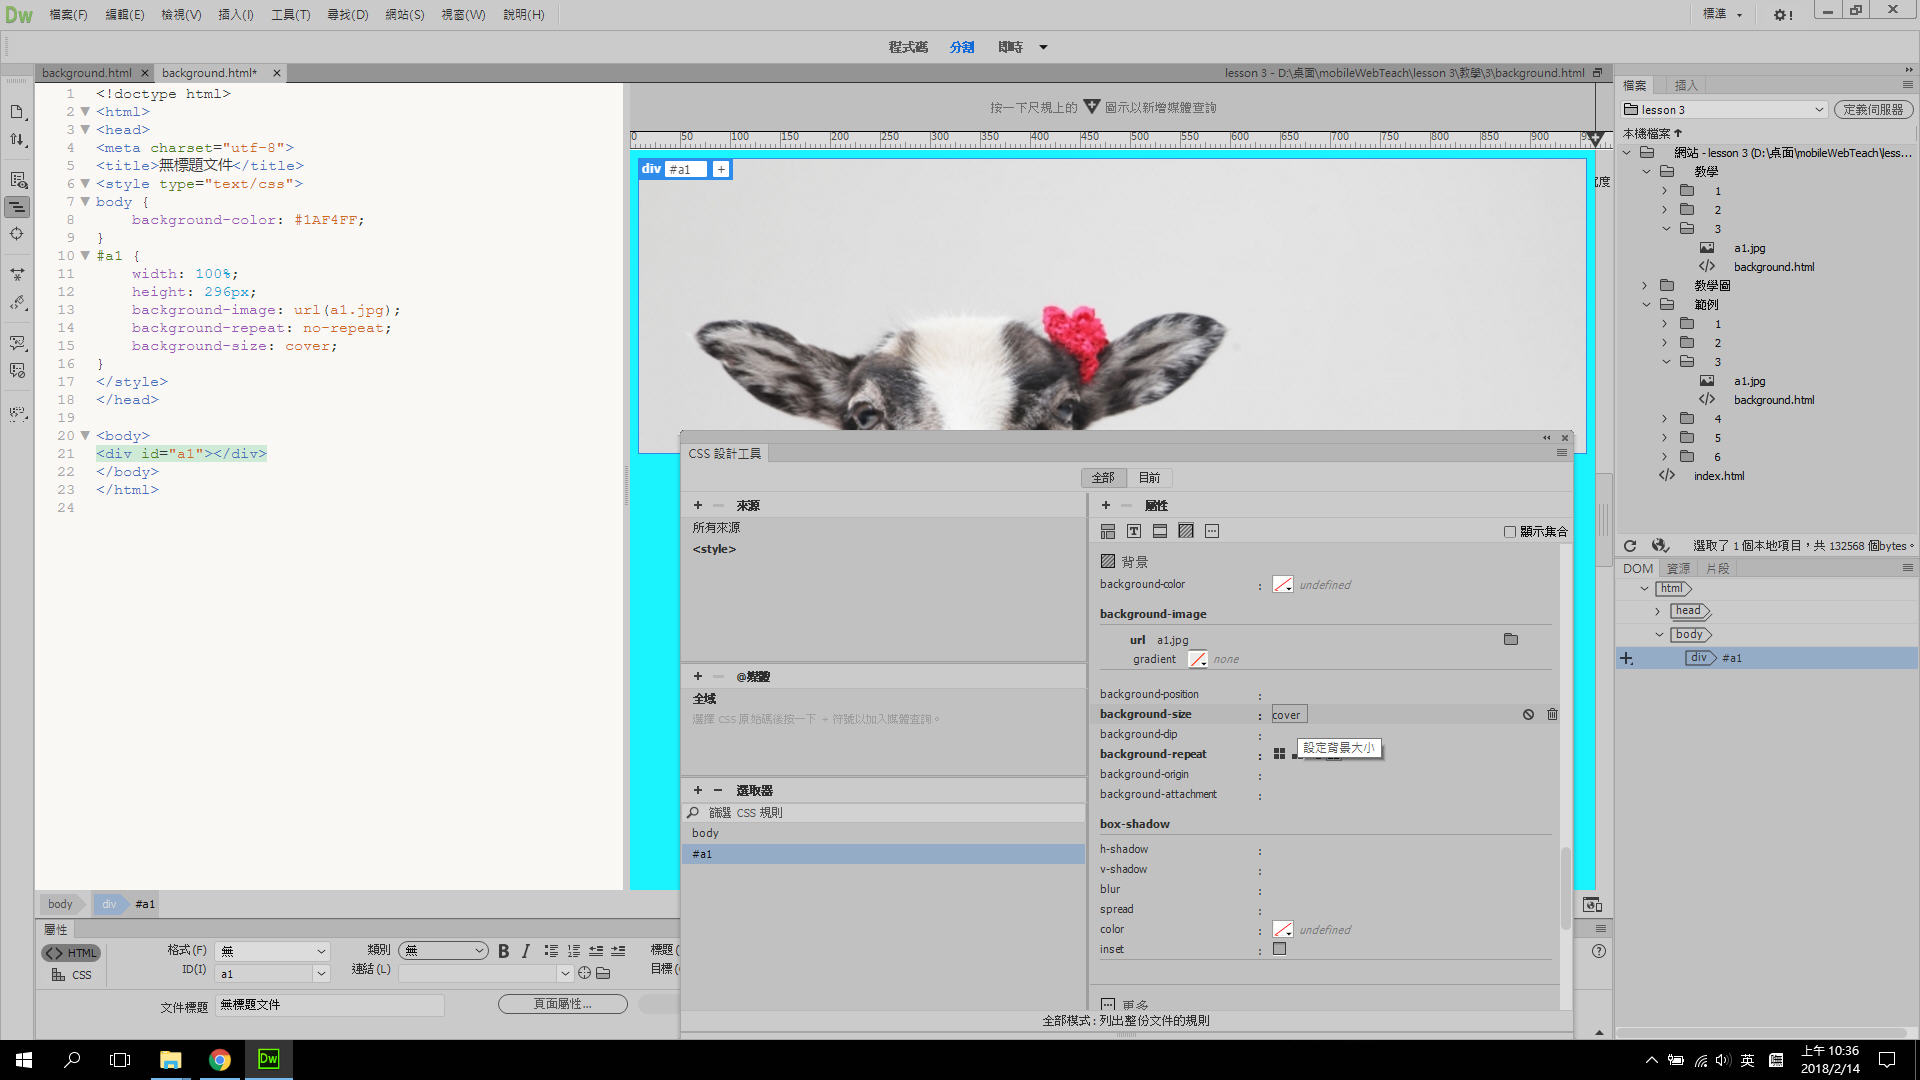 Dw 檔案(F) 編輯(E) 檢視(V) 插入(I) 工具(T) 尋找(D) 網站(S) 視窗(W) 說明(H) 標準
程式碼 分割 即時
background.html background.html* lesson 3 - D:\桌面\mobileWebTeach\lesson 3\教學\3\background.html
1 <!doctype html>
2 <html>
3 <head>
4 <meta charset="utf-8">
5 <title>無標題文件</title>
6 <style type="text/css">
7 body {
8 background-color: #1AF4FF;
9 }
10 #a1 {
11 width: 100%;
12 height: 296px;
13 background-image: url(a1.jpg);
14 background-repeat: no-repeat;
15 background-size: cover;
16 }
17 </style>
18 </head>
19
20 <body>
21 <div id="a1"></div>
22 </body>
23 </html>
24
按一下尺規上的 圖示以新增媒體查詢
0 50 100 150 200 250 300 350 400 450 500 550 600 650 700 750 800 850 900
div #a1 +
度
CSS 設計工具
全部 目前
+ 來源
所有來源
<style>
+ @媒體
全域
選擇 CSS 原始碼後按一下 + 符號以加入媒體查詢。
+ 選取器
篩選 CSS 規則
body
#a1
+ 屬性
顯示集合
背景
background-color : undefined
background-image
url a1.jpg
gradient none
background-position :
background-size : cover
background-clip :
設定背景大小
background-repeat :
background-origin :
background-attachment :
box-shadow
h-shadow :
v-shadow :
blur :
spread :
color : undefined
inset :
更多
全部模式 : 列出整份文件的規則
body div #a1
屬性
HTML 格式(F) 無 類別 無 B I 標題(
CSS ID(I) a1 連結(L) 目標(
文件標題 無標題文件 頁面屬性...
檔案 插入
lesson 3 定義伺服器
本機檔案
網站 - lesson 3 (D:\桌面\mobileWebTeach\less...
教學
1
2
3
a1.jpg
background.html
教學圖
範例
1
2
3
a1.jpg
background.html
4
5
6
index.html
選取了 1 個本地項目，共 132568 個bytes。
DOM 資源 片段
html
head
body
div #a1
Dw
英
上午 10:36
2018/2/14